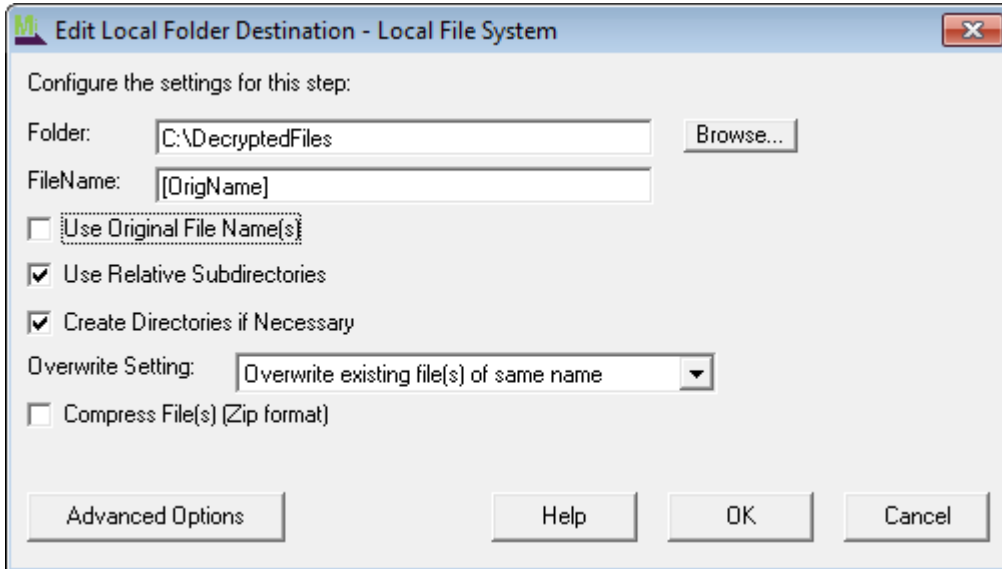 Edit Local Folder Destination - Local File System
Configure the settings for this step:
Folder: C:\DecryptedFiles Browse...
FileName: [OrigName]
Use Original File Name(s)
Use Relative Subdirectories
Create Directories if Necessary
Overwrite Setting: Overwrite existing file(s) of same name
Compress File(s) (Zip format)
Advanced Options Help OK Cancel